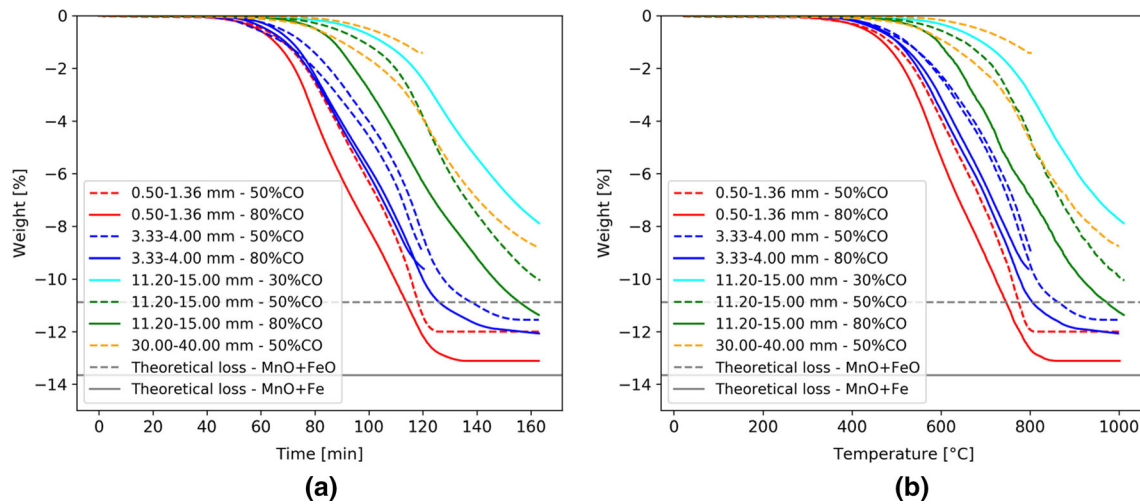 0
−2
−4
−6
−8
−10
−12
−14
Weight [%]
0.50-1.36 mm - 50%CO
0.50-1.36 mm - 80%CO
3.33-4.00 mm - 50%CO
3.33-4.00 mm - 80%CO
11.20-15.00 mm - 30%CO
11.20-15.00 mm - 50%CO
11.20-15.00 mm - 80%CO
30.00-40.00 mm - 50%CO
Theoretical loss - MnO+FeO
Theoretical loss - MnO+Fe
0 20 40 60 80 100 120 140 160
Time [min]
(a)
0
−2
−4
−6
−8
−10
−12
−14
Weight [%]
0.50-1.36 mm - 50%CO
0.50-1.36 mm - 80%CO
3.33-4.00 mm - 50%CO
3.33-4.00 mm - 80%CO
11.20-15.00 mm - 30%CO
11.20-15.00 mm - 50%CO
11.20-15.00 mm - 80%CO
30.00-40.00 mm - 50%CO
Theoretical loss - MnO+FeO
Theoretical loss - MnO+Fe
0 200 400 600 800 1000
Temperature [°C]
(b)